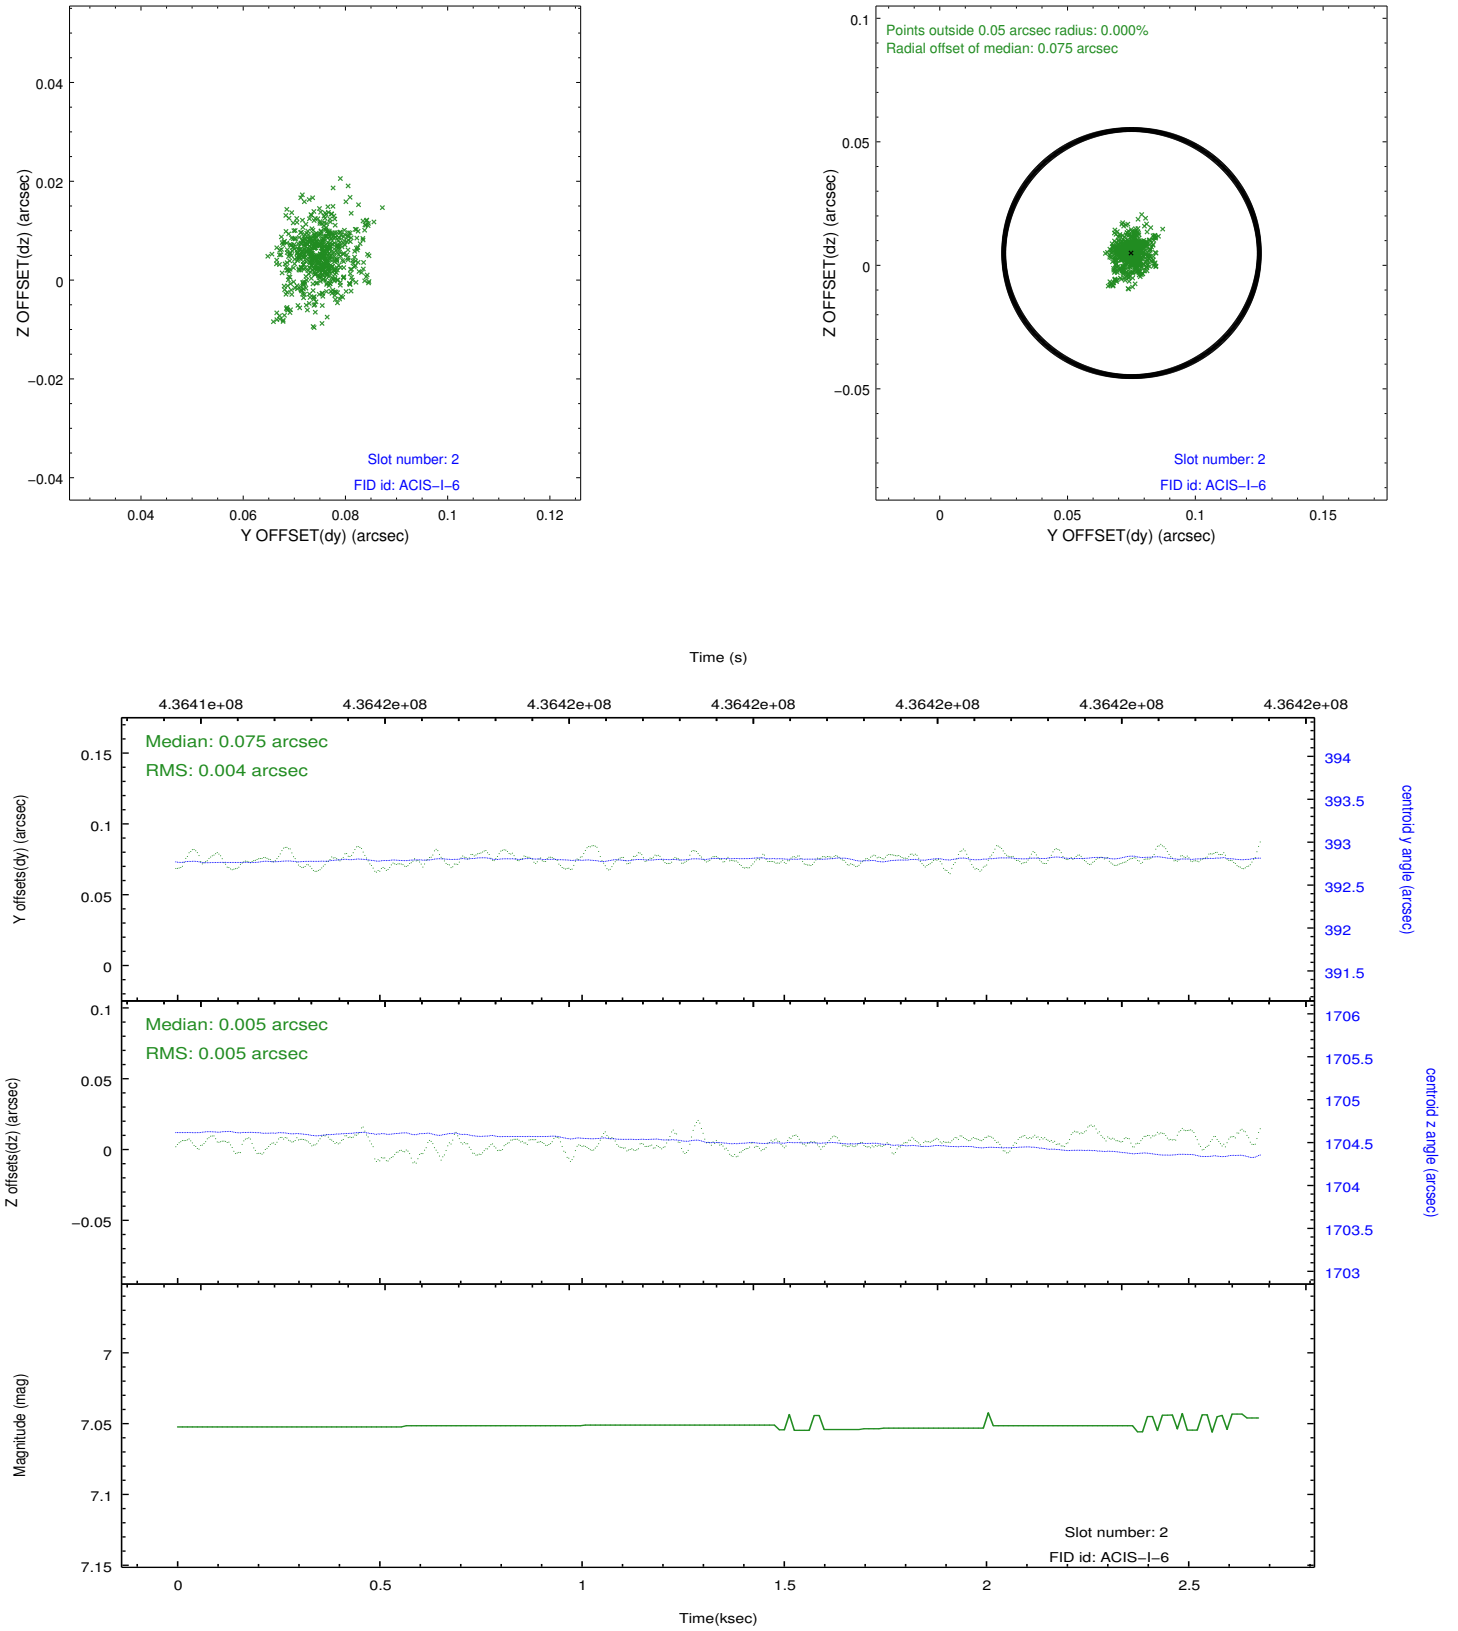 0.04
0.02
0
−0.02
−0.04
Z OFFSET(dz) (arcsec)
Slot number: 2
FID id: ACIS−I−6
0.04 0.06 0.08 0.1 0.12
Y OFFSET(dy) (arcsec)
Points outside 0.05 arcsec radius: 0.000%
Radial offset of median: 0.075 arcsec
0.1
0.05
0
−0.05
Z OFFSET(dz) (arcsec)
Slot number: 2
FID id: ACIS−I−6
0 0.05 0.1 0.15
Y OFFSET(dy) (arcsec)
Time (s)
4.3641e+08 4.3642e+08 4.3642e+08 4.3642e+08 4.3642e+08 4.3642e+08 4.3642e+08
Median: 0.075 arcsec
RMS: 0.004 arcsec
0.15
0.1
0.05
0
Y offsets(dy) (arcsec)
394
393.5
393
392.5
392
391.5
centroid y angle (arcsec)
Median: 0.005 arcsec
RMS: 0.005 arcsec
0.1
0.05
0
−0.05
Z offsets(dz) (arcsec)
1706
1705.5
1705
1704.5
1704
1703.5
1703
centroid z angle (arcsec)
7
7.05
7.1
7.15
Magnitude (mag)
Slot number: 2
FID id: ACIS−I−6
0 0.5 1 1.5 2 2.5
Time(ksec)